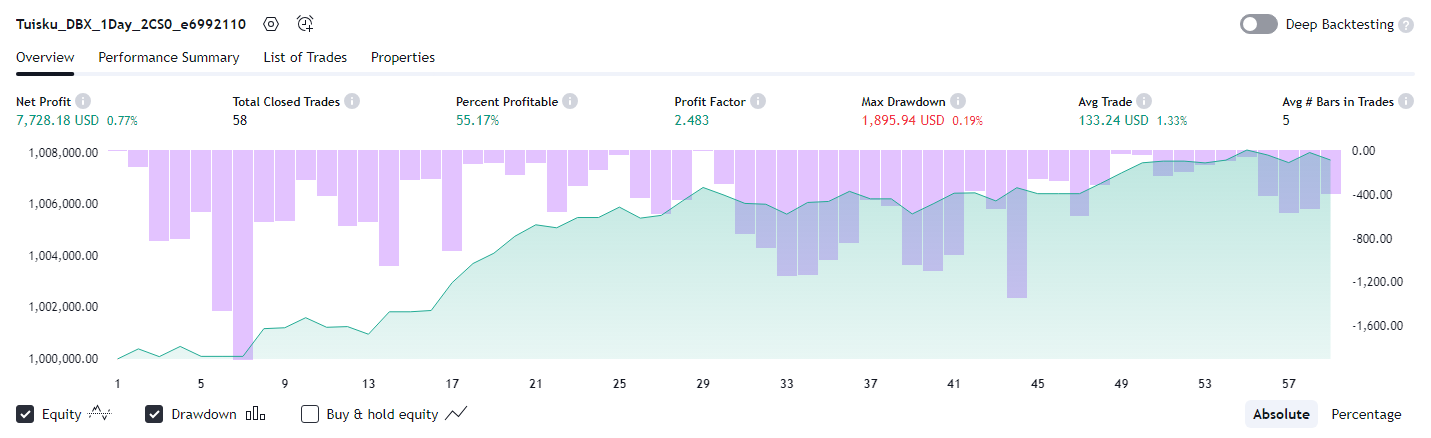 Tuisku_DBX_1Day_2CS0_e6992110
Deep Backtesting ?
Overview Performance Summary List of Trades Properties
Net Profit i Total Closed Trades i Percent Profitable i Profit Factor i Max Drawdown i Avg Trade i Avg # Bars in Trades i
7,728.18 USD 0.77% 58 55.17% 2.483 1,895.94 USD 0.19% 133.24 USD 1.33% 5
1,008,000.00 0.00
1,006,000.00 -400.00
1,004,000.00 -800.00
1,002,000.00 -1,200.00
1,000,000.00 -1,600.00
1 5 9 13 17 21 25 29 33 37 41 45 49 53 57
Equity Drawdown Buy & hold equity Absolute Percentage